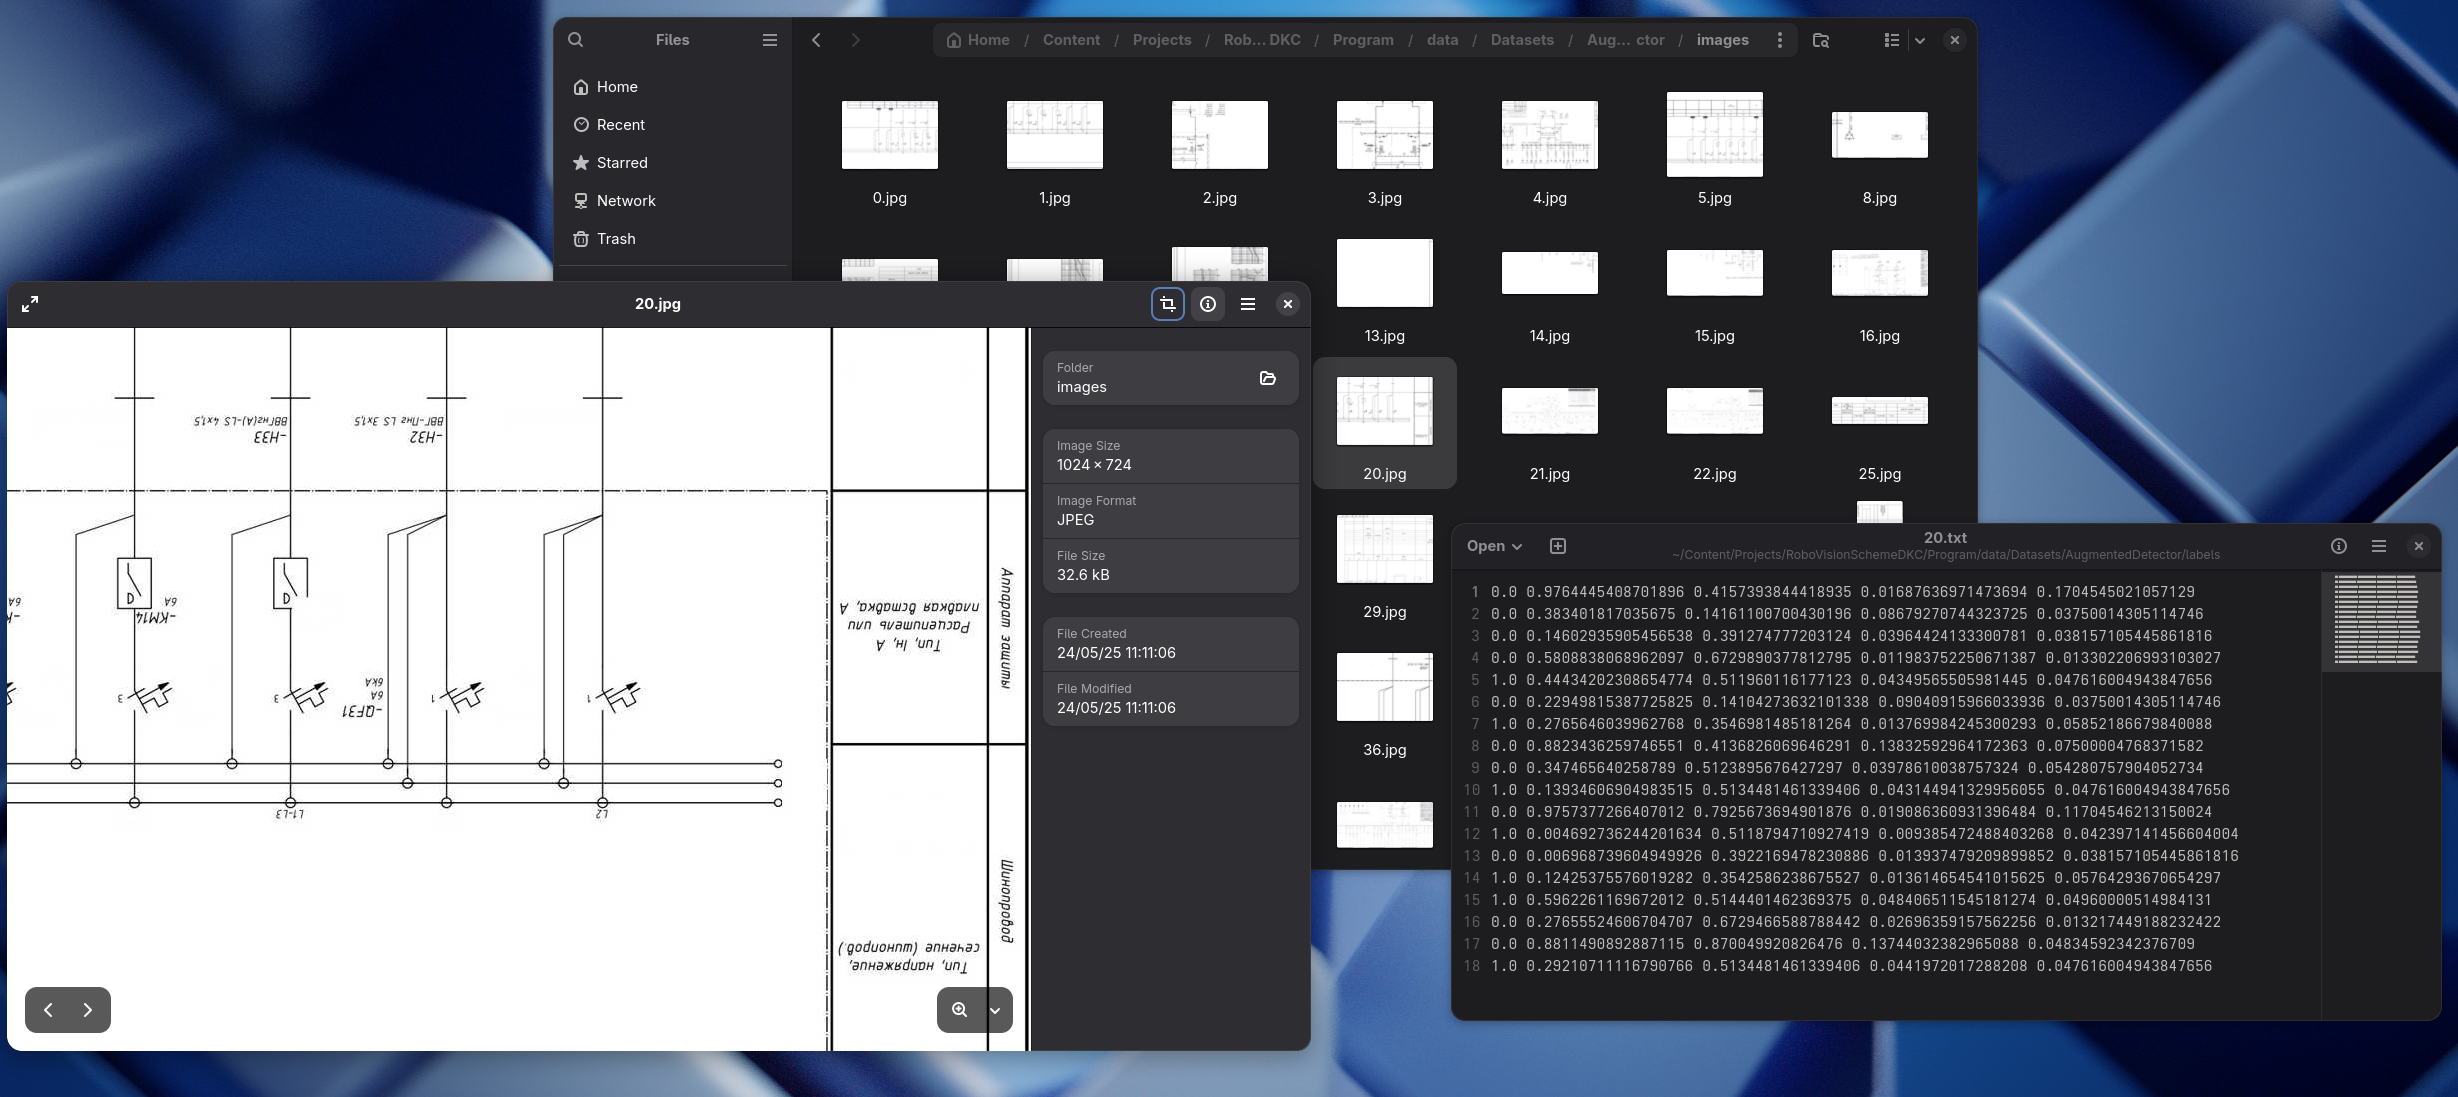 Files
Home / Content / Projects / Rob... DKC / Program / data / Datasets / Aug... ctor / images
Home
Recent
Starred
Network
Trash
0.jpg
1.jpg
2.jpg
3.jpg
4.jpg
5.jpg
8.jpg
13.jpg
14.jpg
15.jpg
16.jpg
20.jpg
21.jpg
22.jpg
25.jpg
29.jpg
36.jpg
20.jpg
ВВГнг(А)-LS 4x1,5
-H33
ВВГ-Пнг LS 3x1,5
-H32
6A
-KM14
6A
D
D
3
3
1
1
6kA
6A
-QF31
L1-L3
L2
Аппарат защиты
Тип, Iн, А
Расцепитель или
плавкая вставка, А
Шинопровод
Тип, напряжение,
сечение (шинопров.)
Folder
images
Image Size
1024 × 724
Image Format
JPEG
File Size
32.6 kB
File Created
24/05/25 11:11:06
File Modified
24/05/25 11:11:06
Open
20.txt
~/Content/Projects/RoboVisionSchemeDKC/Program/data/Datasets/AugmentedDetector/labels
1 0.0 0.9764445408701896 0.4157393844418935 0.01687636971473694 0.1704545021057129
2 0.0 0.383401817035675 0.14161100700430196 0.08679270744323725 0.03750014305114746
3 0.0 0.14602935905456538 0.391274777203124 0.03964424133300781 0.038157105445861816
4 0.0 0.5808838068962097 0.6729890377812795 0.011983752250671387 0.013302206993103027
5 1.0 0.44434202308654774 0.511960116177123 0.04349565505981445 0.047616004943847656
6 0.0 0.22949815387725825 0.14104273632101338 0.09040915966033936 0.03750014305114746
7 1.0 0.2765646039962768 0.3546981485181264 0.013769984245300293 0.05852186679840088
8 0.0 0.8823436259746551 0.4136826069646291 0.13832592964172363 0.07500004768371582
9 0.0 0.347465640258789 0.5123895676427297 0.03978610038757324 0.054280757904052734
10 1.0 0.13934606904983515 0.5134481461339406 0.043144941329956055 0.047616004943847656
11 0.0 0.9757377266407012 0.7925673694901876 0.019086360931396484 0.11704546213150024
12 1.0 0.004692736244201634 0.5118794710927419 0.009385472488403268 0.042397141456604004
13 0.0 0.006968739604949926 0.3922169478230886 0.013937479209899852 0.038157105445861816
14 1.0 0.12425375576019282 0.3542586238675527 0.013614654541015625 0.05764293670654297
15 1.0 0.5962261169672012 0.5144401462369375 0.048406511545181274 0.04960000514984131
16 0.0 0.27655524606704707 0.6729466588788442 0.02696359157562256 0.013217449188232422
17 0.0 0.8811490892887115 0.870049920826476 0.13744032382965088 0.04834592342376709
18 1.0 0.29210711116790766 0.5134481461339406 0.0441972017288208 0.047616004943847656